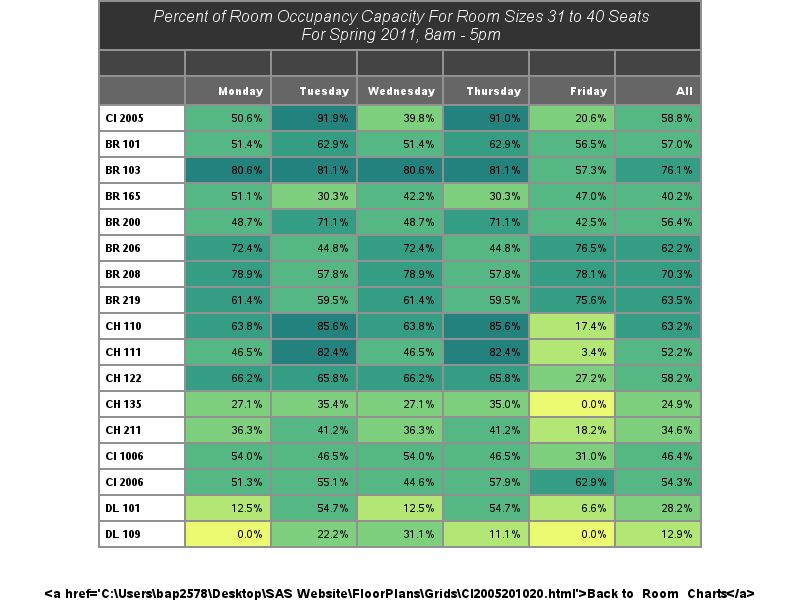 Percent of Room Occupancy Capacity For Room Sizes 31 to 40 Seats
For Spring 2011, 8am - 5pm
Monday Tuesday Wednesday Thursday Friday All
CI 2005 50.6% 91.9% 39.8% 91.0% 20.6% 58.8%
BR 101 51.4% 62.9% 51.4% 62.9% 56.5% 57.0%
BR 103 80.6% 81.1% 80.6% 81.1% 57.3% 76.1%
BR 165 51.1% 30.3% 42.2% 30.3% 47.0% 40.2%
BR 200 48.7% 71.1% 48.7% 71.1% 42.5% 56.4%
BR 206 72.4% 44.8% 72.4% 44.8% 76.5% 62.2%
BR 208 78.9% 57.8% 78.9% 57.8% 78.1% 70.3%
BR 219 61.4% 59.5% 61.4% 59.5% 75.6% 63.5%
CH 110 63.8% 85.6% 63.8% 85.6% 17.4% 63.2%
CH 111 46.5% 82.4% 46.5% 82.4% 3.4% 52.2%
CH 122 66.2% 65.8% 66.2% 65.8% 27.2% 58.2%
CH 135 27.1% 35.4% 27.1% 35.0% 0.0% 24.9%
CH 211 36.3% 41.2% 36.3% 41.2% 18.2% 34.6%
CI 1006 54.0% 46.5% 54.0% 46.5% 31.0% 46.4%
CI 2006 51.3% 55.1% 44.6% 57.9% 62.9% 54.3%
DL 101 12.5% 54.7% 12.5% 54.7% 6.6% 28.2%
DL 109 0.0% 22.2% 31.1% 11.1% 0.0% 12.9%
<a href='C:\Users\bap2578\Desktop\SAS Website\FloorPlans\Grids\CI2005201020.html'>Back to Room Charts</a>